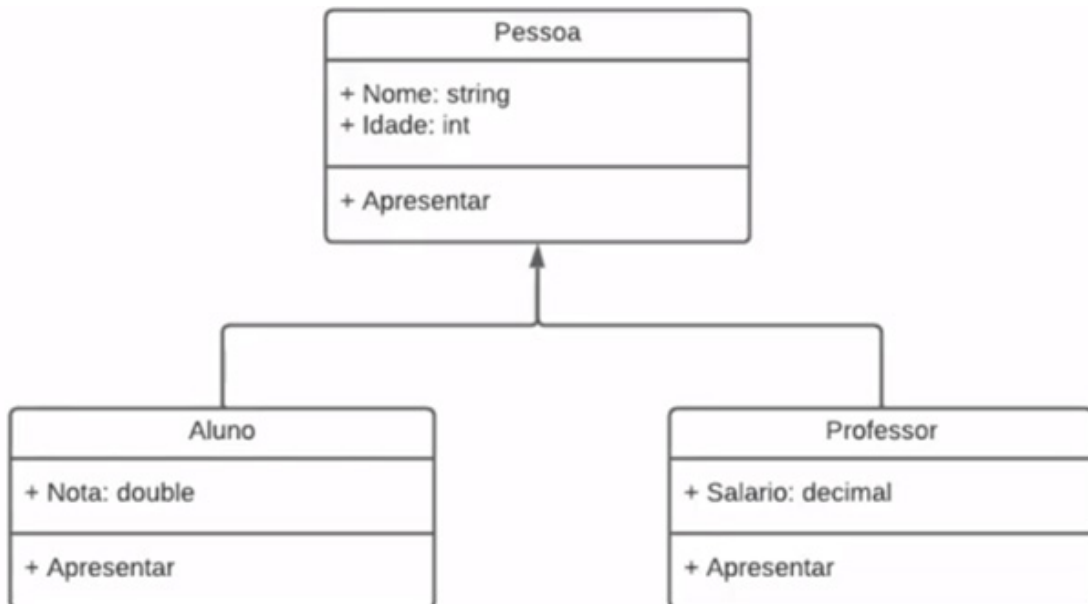 Pessoa
+ Nome: string
+ Idade: int
+ Apresentar
Aluno
+ Nota: double
+ Apresentar
Professor
+ Salario: decimal
+ Apresentar